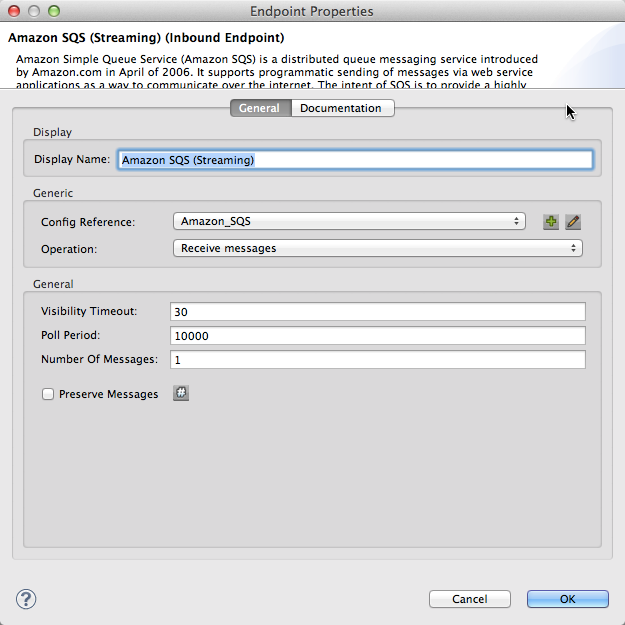 Endpoint Properties
Amazon SQS (Streaming) (Inbound Endpoint)
Amazon Simple Queue Service (Amazon SQS) is a distributed queue messaging service introduced
by Amazon.com in April of 2006. It supports programmatic sending of messages via web service
applications as a way to communicate over the internet. The intent of SQS is to provide a highly
General Documentation
Display
Display Name: Amazon SQS (Streaming)
Generic
Config Reference: Amazon_SQS
Operation: Receive messages
General
Visibility Timeout: 30
Poll Period: 10000
Number Of Messages: 1
Preserve Messages #
? Cancel OK